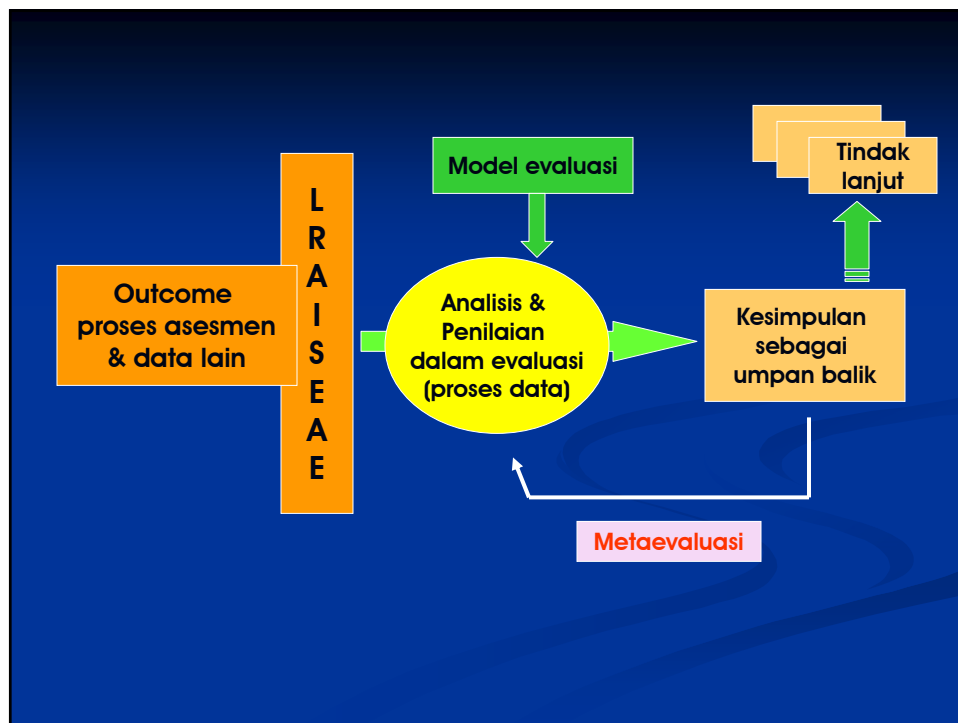 Outcome
proses asesmen
& data lain
L
R
A
I
S
E
A
E
Model evaluasi
Analisis &
Penilaian
dalam evaluasi
(proses data)
Tindak
lanjut
Kesimpulan
sebagai
umpan balik
Metaevaluasi